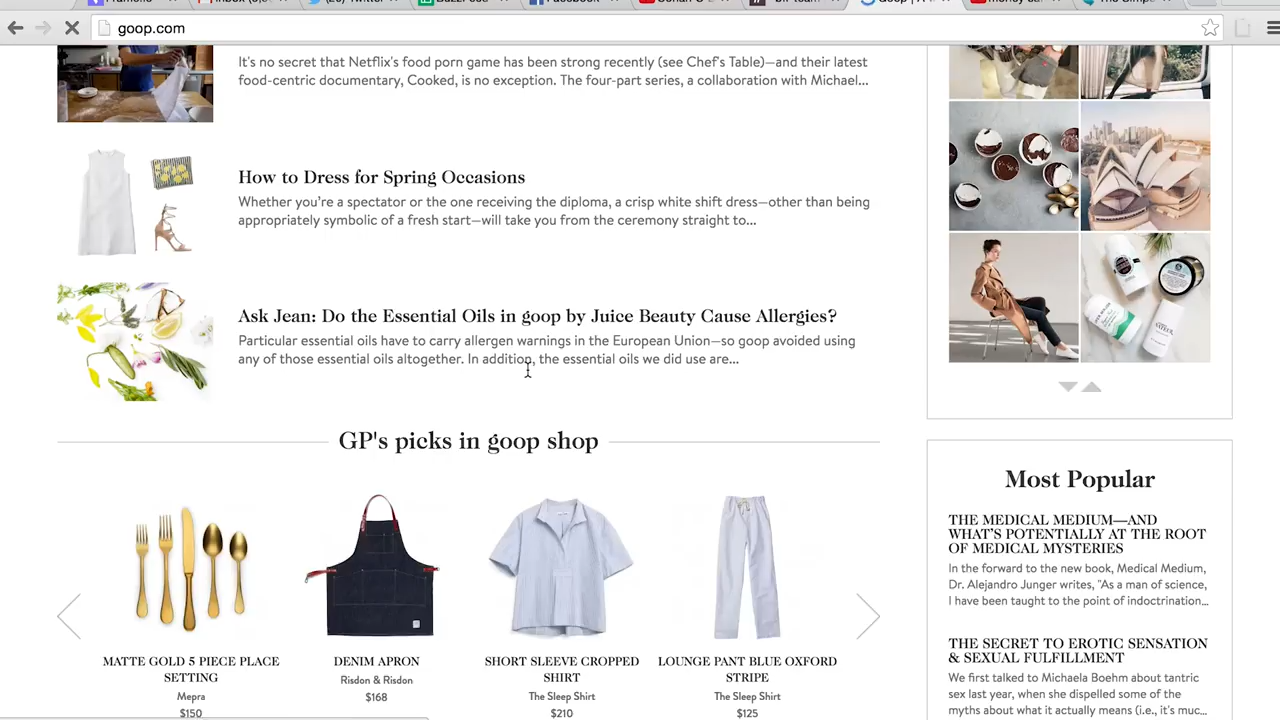 Inbox
Twitter
Facebook
goop.com
It's no secret that Netflix's food porn game has been strong recently (see Chef's Table)—and their latest
food-centric documentary, Cooked, is no exception. The four-part series, a collaboration with Michael...
How to Dress for Spring Occasions
Whether you're a spectator or the one receiving the diploma, a crisp white shift dress—other than being
appropriately symbolic of a fresh start—will take you from the ceremony straight to...
Ask Jean: Do the Essential Oils in goop by Juice Beauty Cause Allergies?
Particular essential oils have to carry allergen warnings in the European Union—so goop avoided using
any of those essential oils altogether. In addition, the essential oils we did use are...
GP's picks in goop shop
MATTE GOLD 5 PIECE PLACE
SETTING
Mepra
$150
DENIM APRON
Risdon & Risdon
$168
SHORT SLEEVE CROPPED
SHIRT
The Sleep Shirt
$210
LOUNGE PANT BLUE OXFORD
STRIPE
The Sleep Shirt
$125
Most Popular
THE MEDICAL MEDIUM—AND
WHAT'S POTENTIALLY AT THE ROOT
OF MEDICAL MYSTERIES
In the forward to the new book, Medical Medium,
Dr. Alejandro Junger writes, "As a man of science,
I have been taught to the point of indoctrination...
THE SECRET TO EROTIC SENSATION
& SEXUAL FULFILLMENT
We first talked to Michaela Boehm about tantric
sex last year, when she dispelled some of the
myths about what it actually means (i.e., it's muc...